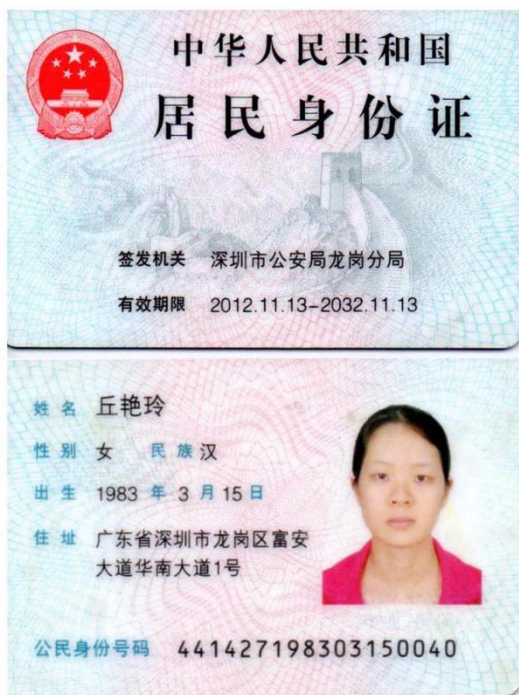 中华人民共和国
居民身份证
签发机关 深圳市公安局龙岗分局
有效期限 2012.11.13-2032.11.13
姓名 丘艳玲
性别 女 民族 汉
出生 1983 年 3 月 15 日
住址 广东省深圳市龙岗区富安
大道华南大道1号
公民身份号码 441427198303150040